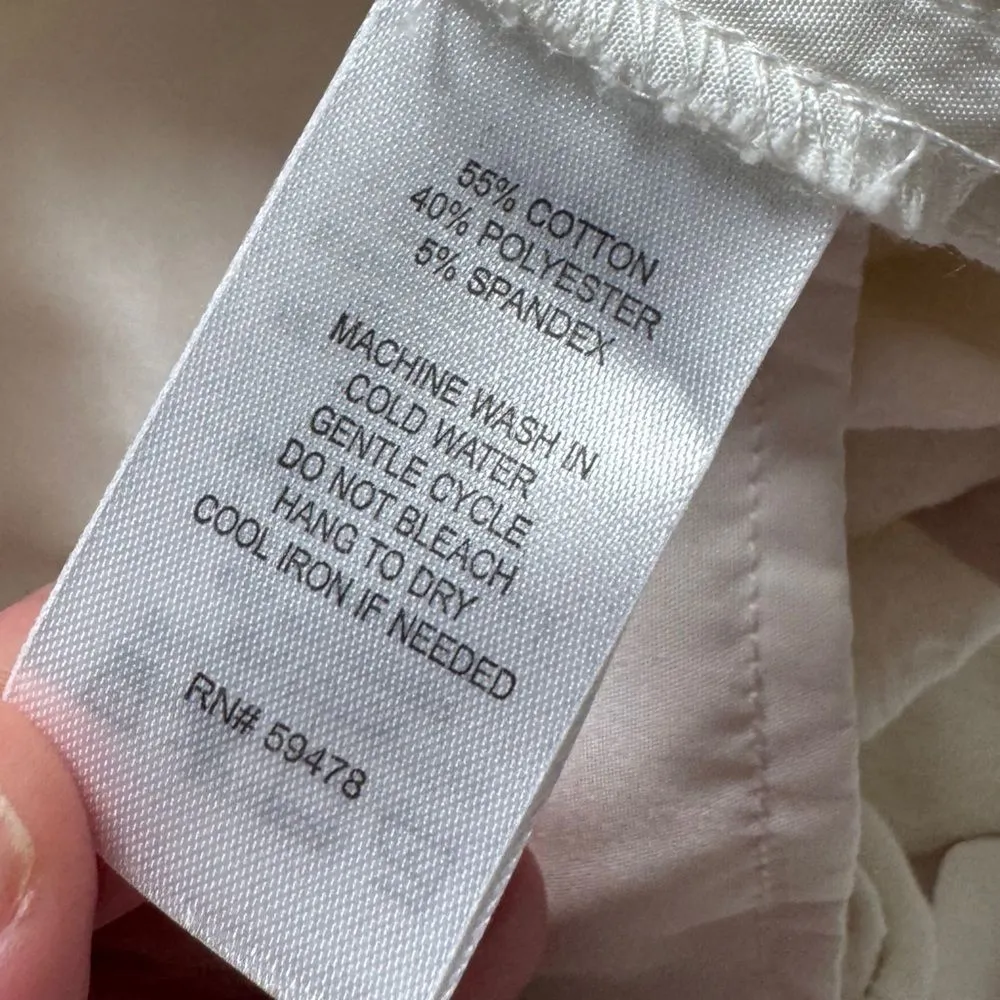 55% COTTON
40% POLYESTER
5% SPANDEX
MACHINE WASH IN
COLD WATER
GENTLE CYCLE
DO NOT BLEACH
HANG TO DRY
COOL IRON IF NEEDED
RN# 59478